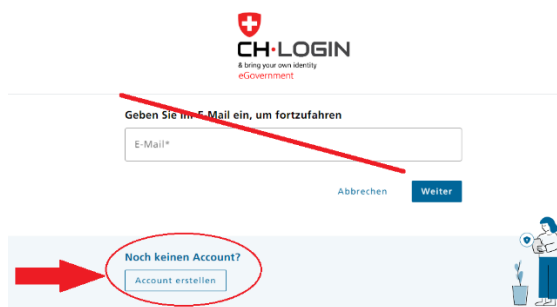 CH·LOGIN
& bring your own identity
eGovernment
Geben Sie Ihr E-Mail ein, um fortzufahren
E-Mail*
Abbrechen
Weiter
Noch keinen Account?
Account erstellen